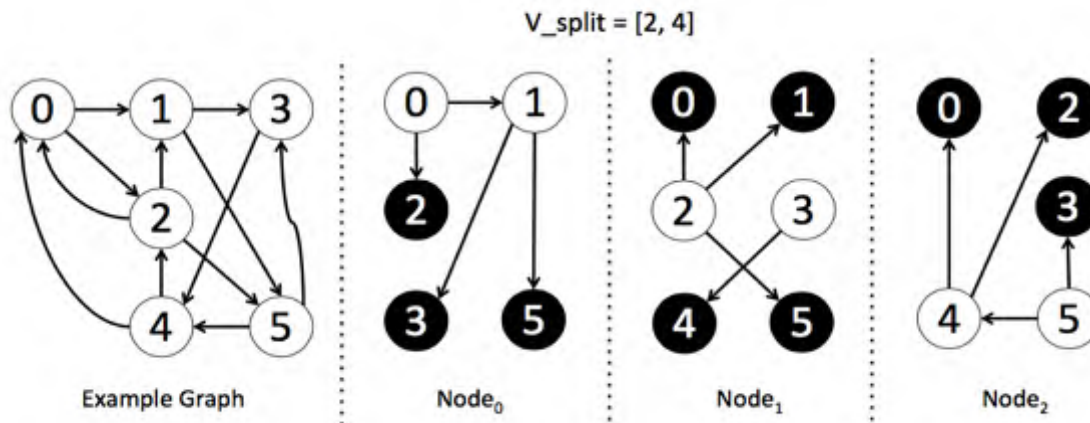 V_split = [2, 4]
0 1 3 0 1 0 1 0 2
2 2 2 3 3
4 5 3 5 4 5 4 5
Example Graph Node₀ Node₁ Node₂